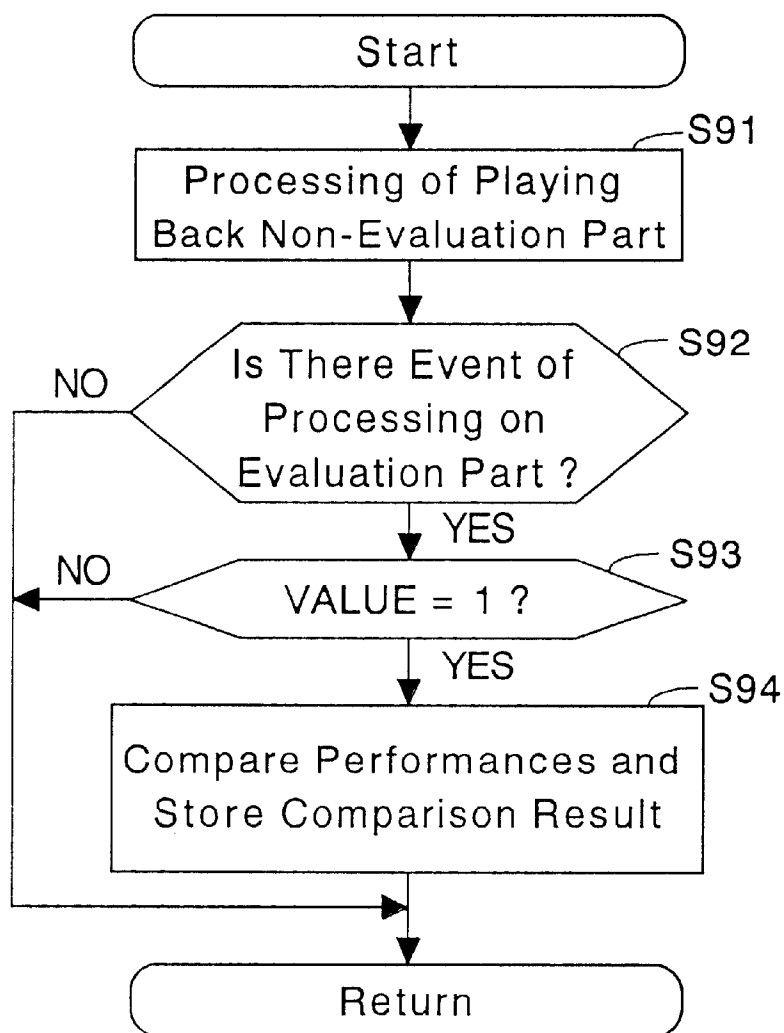 Start
S91
Processing of Playing
Back Non-Evaluation Part
S92
NO
Is There Event of
Processing on
Evaluation Part ?
YES
S93
NO
VALUE = 1 ?
YES
S94
Compare Performances and
Store Comparison Result
Return